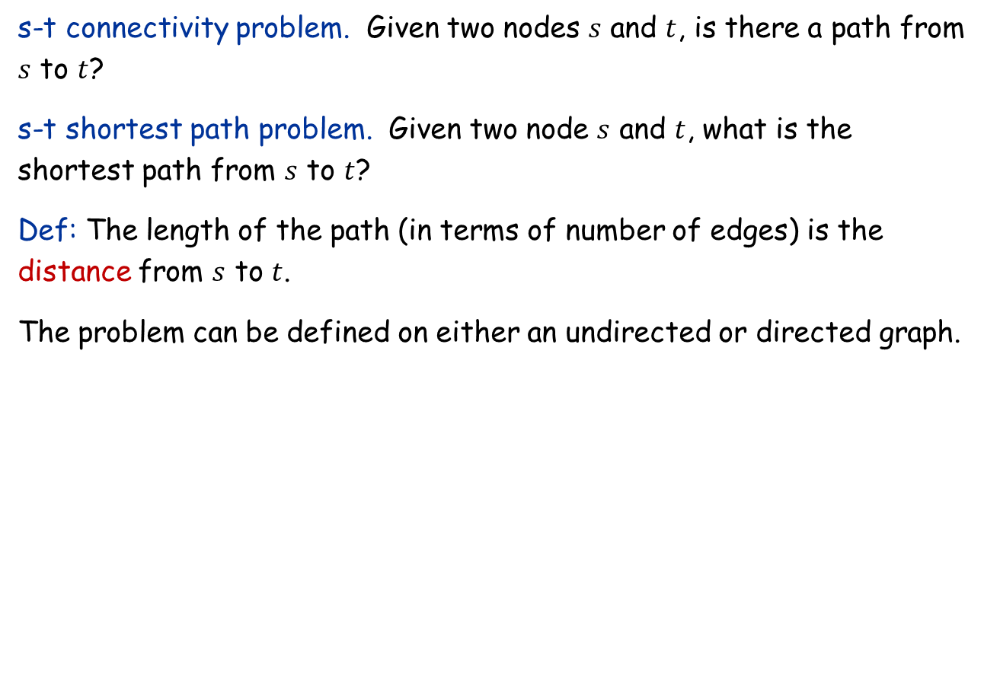 s-t connectivity problem. Given two nodes s and t, is there a path from
s to t?
s-t shortest path problem. Given two node s and t, what is the
shortest path from s to t?
Def: The length of the path (in terms of number of edges) is the
distance from s to t.
The problem can be defined on either an undirected or directed graph.